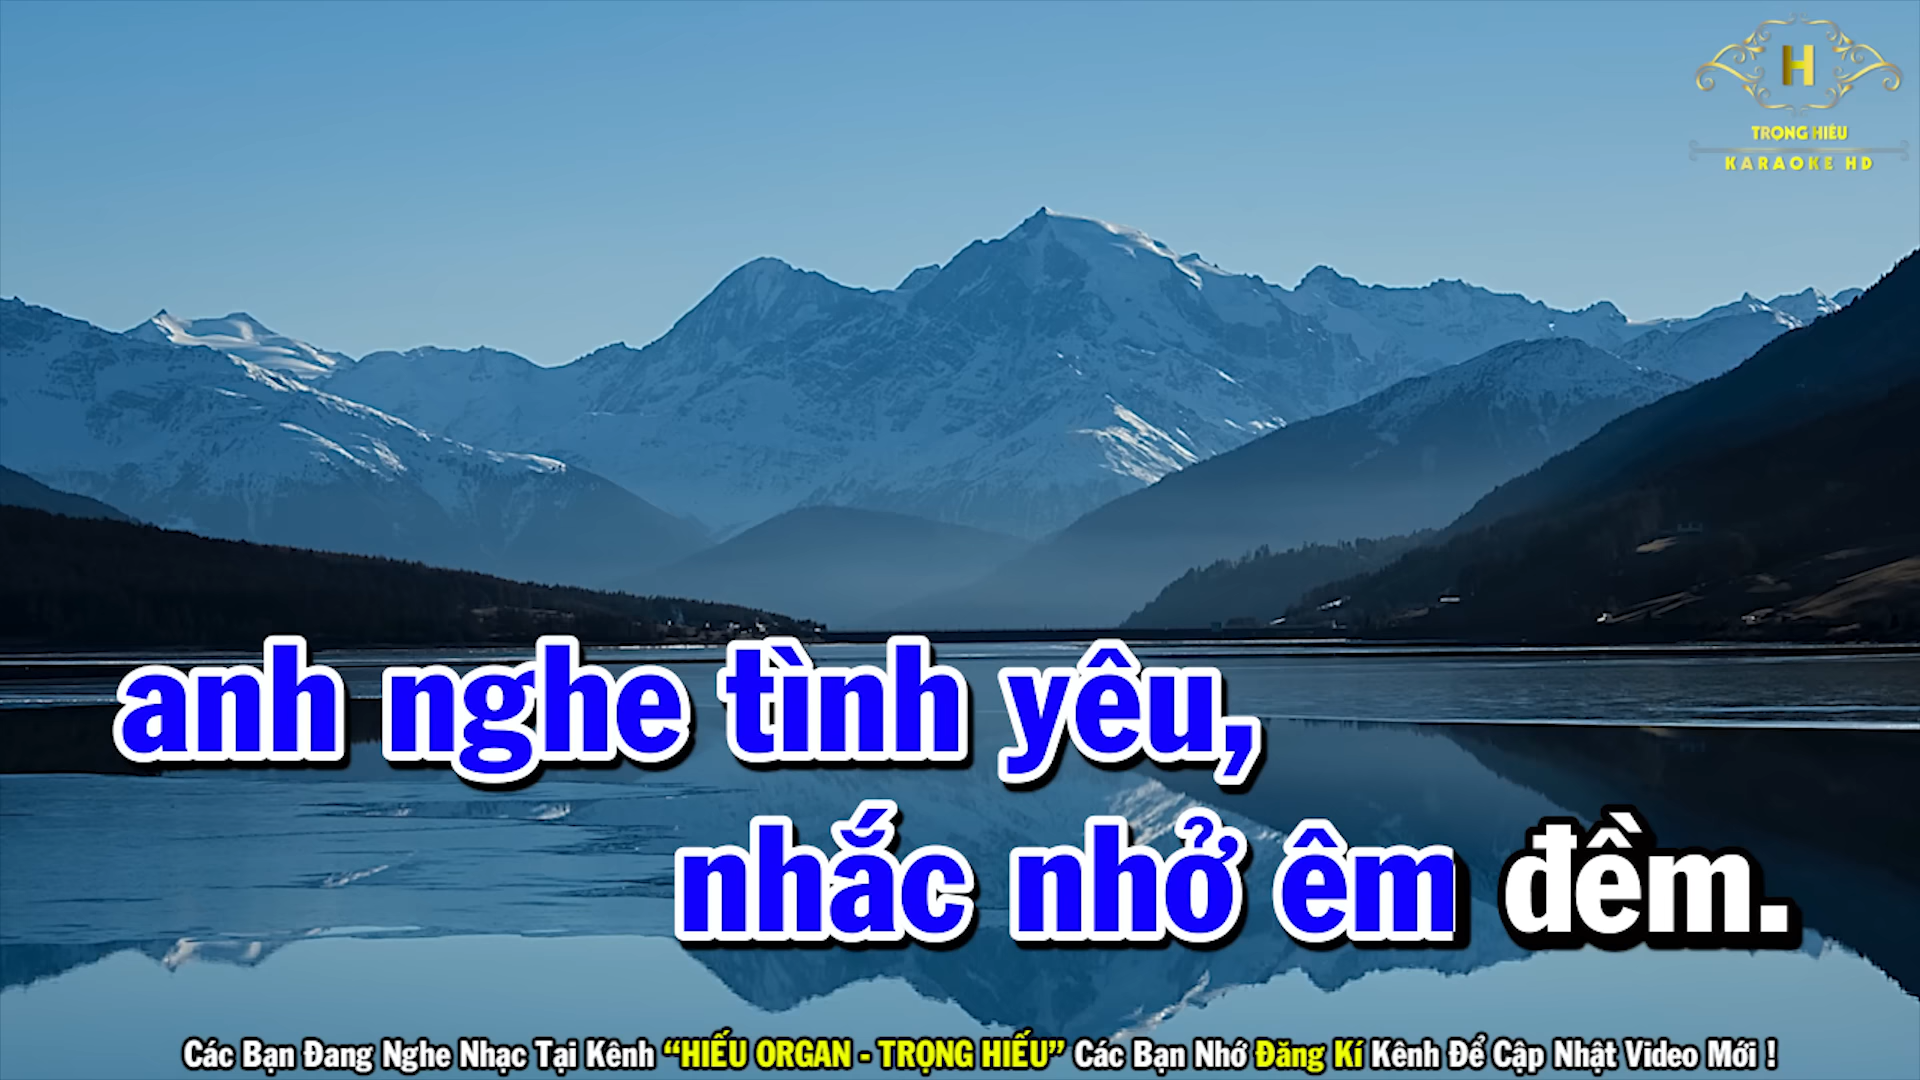 H
TRỌNG HIẾU
KARAOKE HD
anh nghe tình yêu,
nhắc nhở êm đềm.
Các Bạn Đang Nghe Nhạc Tại Kênh “HIẾU ORGAN - TRỌNG HIẾU” Các Bạn Nhớ Đăng Kí Kênh Để Cập Nhật Video Mới !